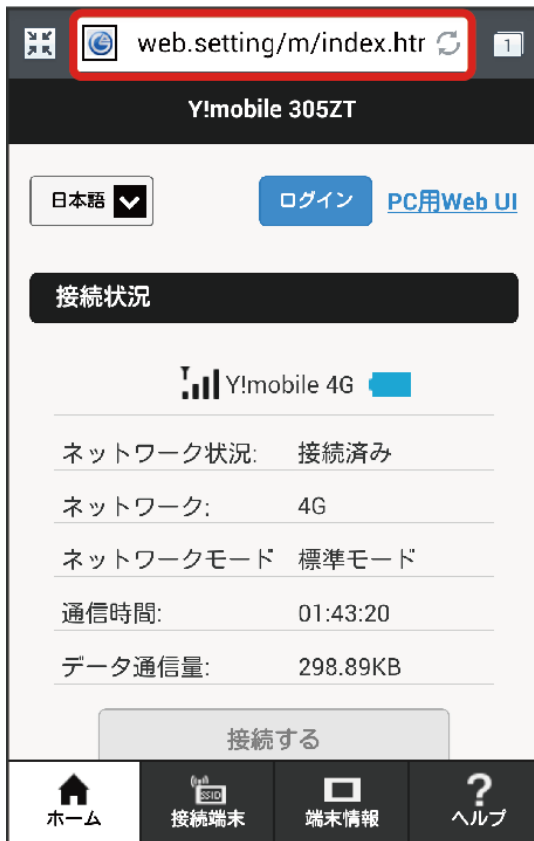 web.setting/m/index.htr
1
Y!mobile 305ZT
日本語 ログイン PC用Web UI
接続状況
Y!mobile 4G
ネットワーク状況: 接続済み
ネットワーク: 4G
ネットワークモード 標準モード
通信時間: 01:43:20
データ通信量: 298.89KB
接続する
SSID
ホーム 接続端末 端末情報 ヘルプ